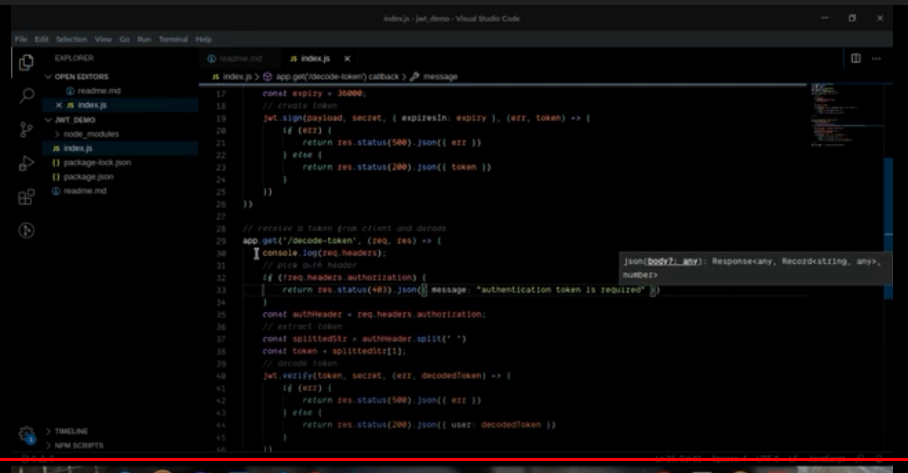 index.js - jwt_demo - Visual Studio Code
File Edit Selection View Go Run Terminal Help
EXPLORER
OPEN EDITORS
readme.md
JS index.js
JWT_DEMO
node_modules
JS index.js
{} package-lock.json
{} package.json
readme.md
TIMELINE
NPM SCRIPTS
readme.md JS index.js
JS index.js > app.get('/decode-token') callback > message
17 const expiry = 36000;
18 // create token
19 jwt.sign(payload, secret, { expiresIn: expiry }, (err, token) => {
20 if (err) {
21 return res.status(500).json({ err })
22 } else {
23 return res.status(200).json({ token })
24 }
25 })
26 })
27
28 // receive a token from client and decode
29 app.get('/decode-token', (req, res) => {
30 console.log(req.headers);
31 // pick auth header
32 if (!req.headers.authorization) {
33 return res.status(403).json({ message: "authentication token is required" })
34 }
35 const authHeader = req.headers.authorization;
36 // extract token
37 const splittedStr = authHeader.split(' ')
38 const token = splittedStr[1];
39 // decode token
40 jwt.verify(token, secret, (err, decodedToken) => {
41 if (err) {
42 return res.status(500).json({ err })
43 } else {
44 return res.status(200).json({ user: decodedToken })
45 }
46 })
json(body?: any): Response<any, Record<string, any>,
number>